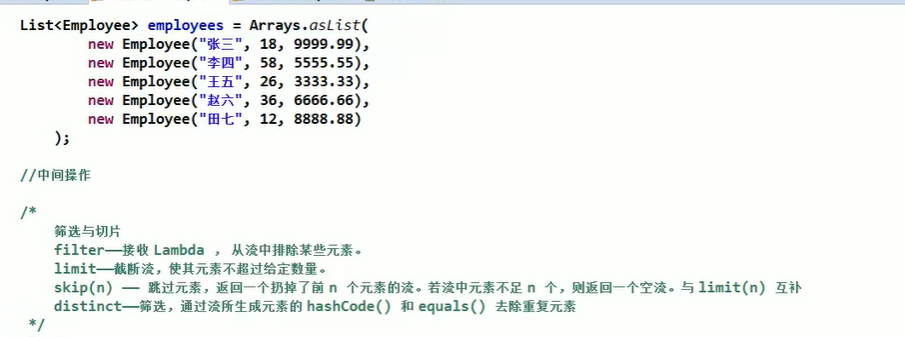 List<Employee> employees = Arrays.asList(
new Employee("张三", 18, 9999.99),
new Employee("李四", 58, 5555.55),
new Employee("王五", 26, 3333.33),
new Employee("赵六", 36, 6666.66),
new Employee("田七", 12, 8888.88)
);
//中间操作
/*
筛选与切片
filter——接收 Lambda ， 从流中排除某些元素。
limit——截断流，使其元素不超过给定数量。
skip(n) —— 跳过元素，返回一个扔掉了前 n 个元素的流。若流中元素不足 n 个，则返回一个空流。与 limit(n) 互补
distinct——筛选，通过流所生成元素的 hashCode() 和 equals() 去除重复元素
*/